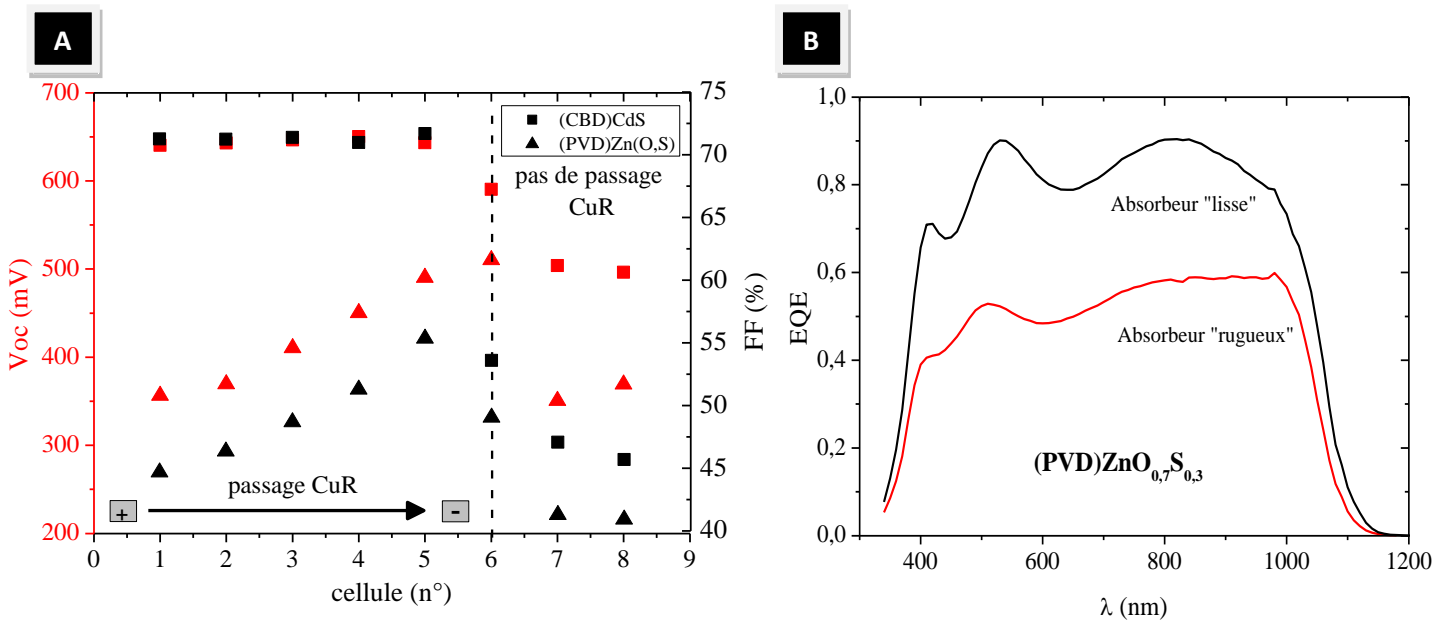 A
700
600
500
400
300
200
Voc (mV)
75
70
65
60
55
50
45
40
FF (%)
(CBD)CdS
(PVD)Zn(O,S)
pas de passage
CuR
passage CuR
+
-
0 1 2 3 4 5 6 7 8 9
cellule (n°)
B
1,0
0,8
0,6
0,4
0,2
0,0
EQE
Absorbeur "lisse"
Absorbeur "rugueux"
(PVD)ZnO0,7S0,3
400 600 800 1000 1200
λ (nm)